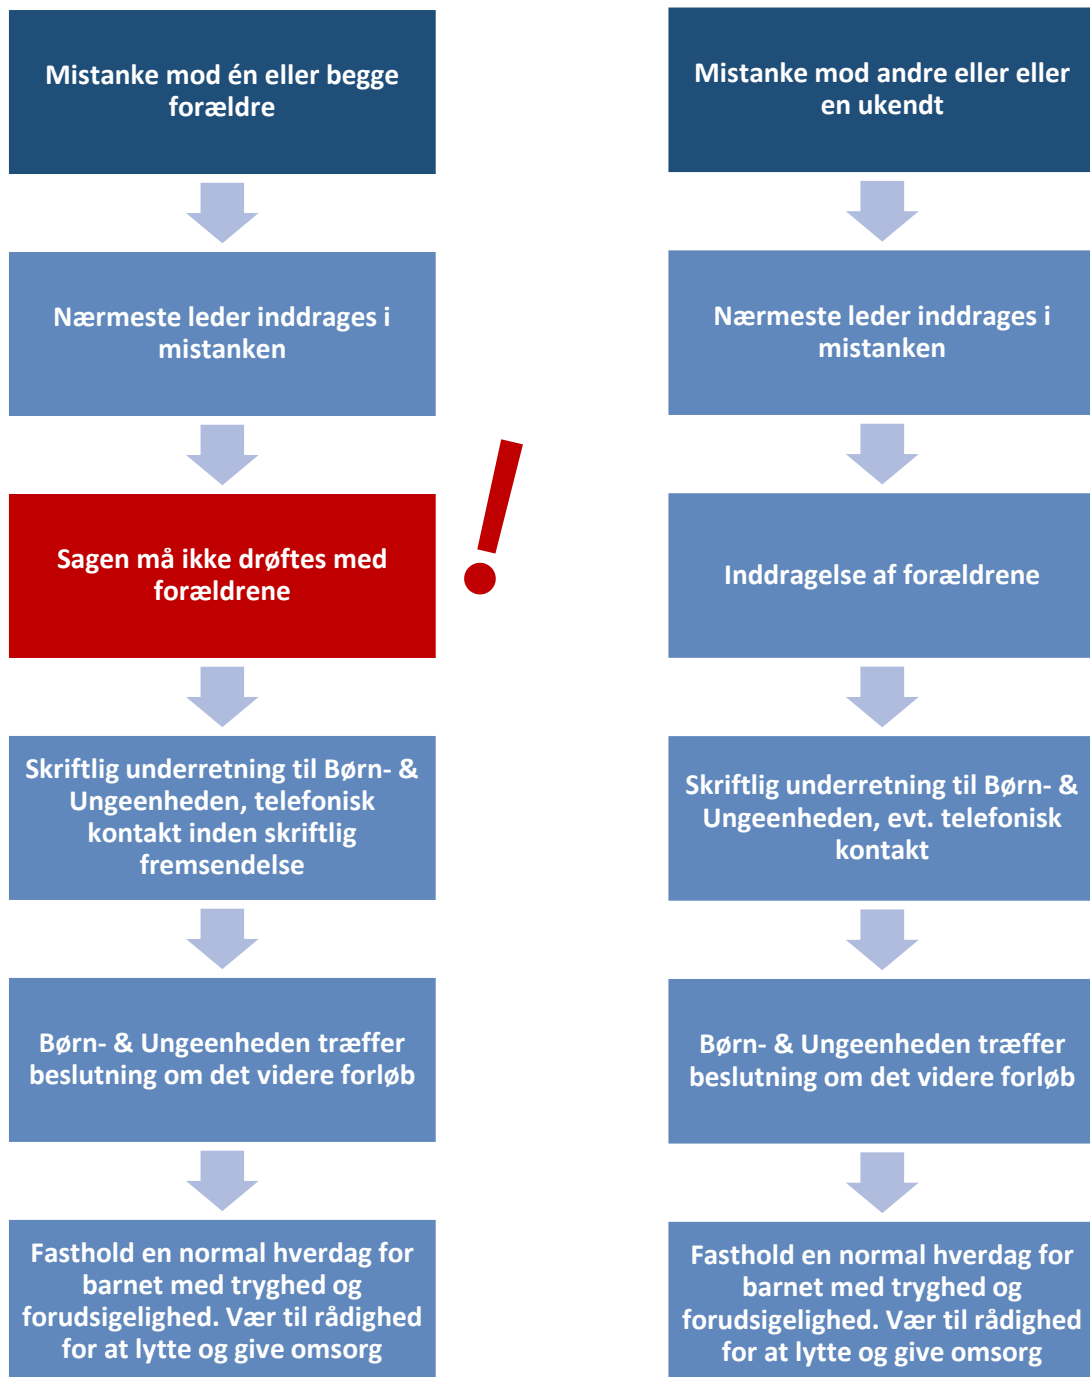 Mistanke mod én eller begge
forældre
Nærmeste leder inddrages i
mistanken
Sagen må ikke drøftes med
forældrene
!
Skriftlig underretning til Børn- &
Ungeenheden, telefonisk
kontakt inden skriftlig
fremsendelse
Børn- & Ungeenheden træffer
beslutning om det videre forløb
Fasthold en normal hverdag for
barnet med tryghed og
forudsigelighed. Vær til rådighed
for at lytte og give omsorg
Mistanke mod andre eller eller
en ukendt
Nærmeste leder inddrages i
mistanken
Inddragelse af forældrene
Skriftlig underretning til Børn- &
Ungeenheden, evt. telefonisk
kontakt
Børn- & Ungeenheden træffer
beslutning om det videre forløb
Fasthold en normal hverdag for
barnet med tryghed og
forudsigelighed. Vær til rådighed
for at lytte og give omsorg